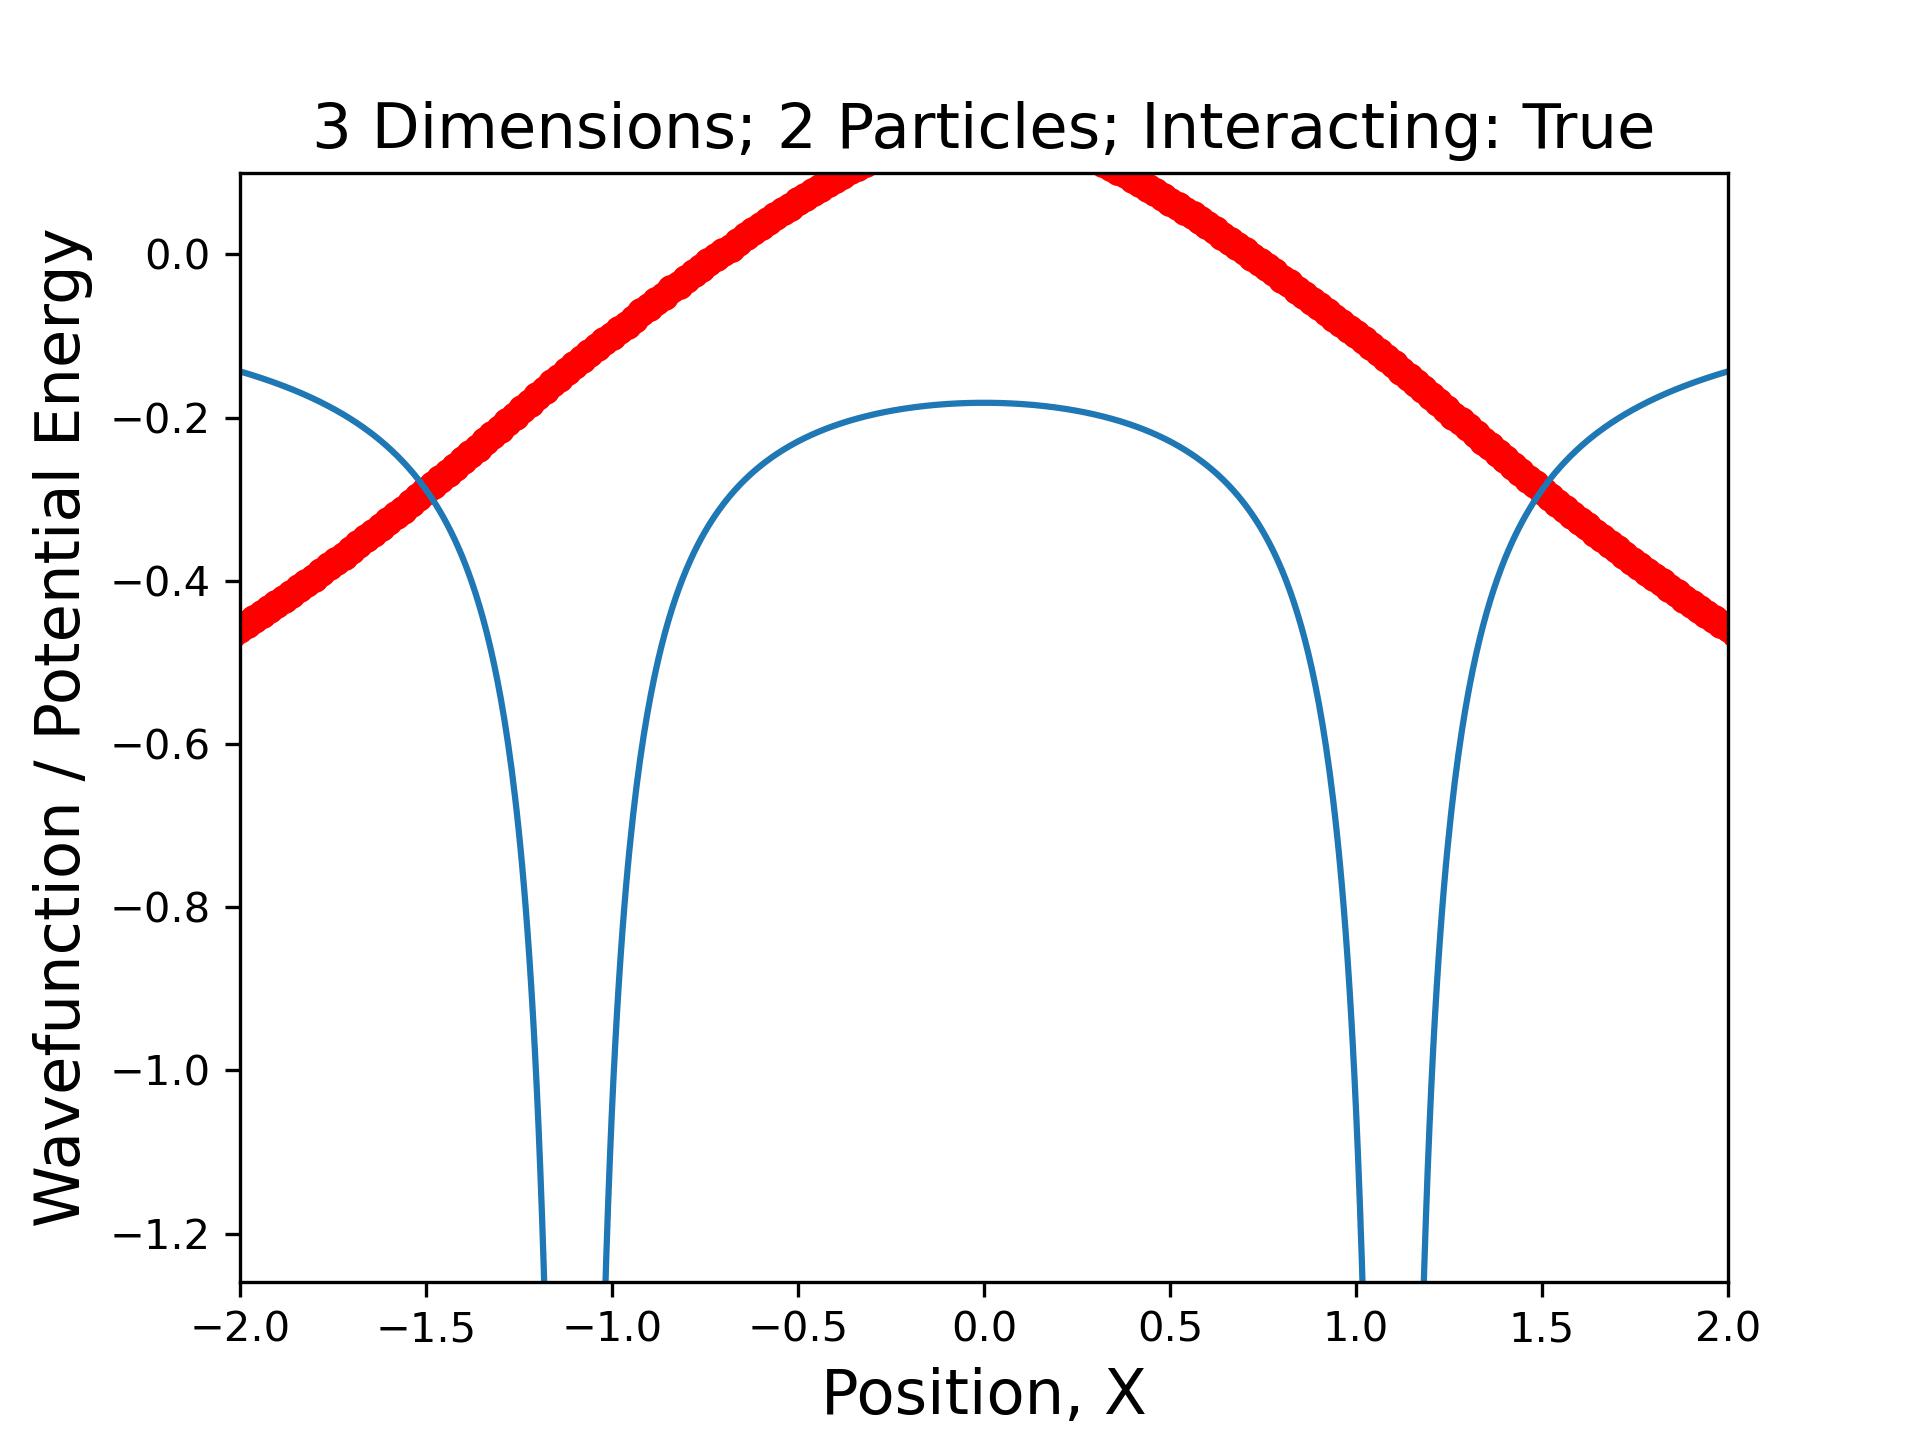 3 Dimensions; 2 Particles; Interacting: True
Wavefunction / Potential Energy
0.0
−0.2
−0.4
−0.6
−0.8
−1.0
−1.2
−2.0 −1.5 −1.0 −0.5 0.0 0.5 1.0 1.5 2.0
Position, X